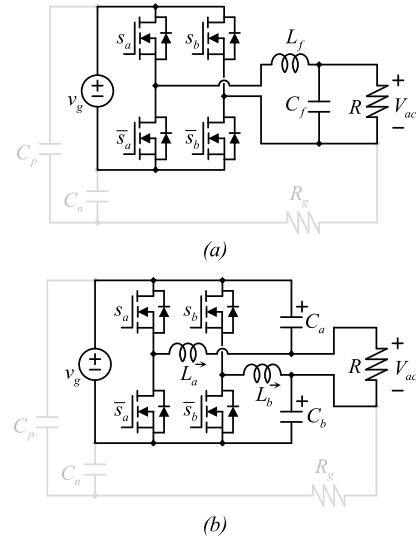 s_a
s_b
L_f
v_g
+
−
C_f
R
+
V_ac
−
s̅_a
s̅_b
C_p
C_n
R_g
(a)
s_a
s_b
+
C_a
v_g
+
−
L_a
→
L_b
→
R
+
V_ac
−
s̅_a
s̅_b
+
C_b
C_p
C_n
R_g
(b)